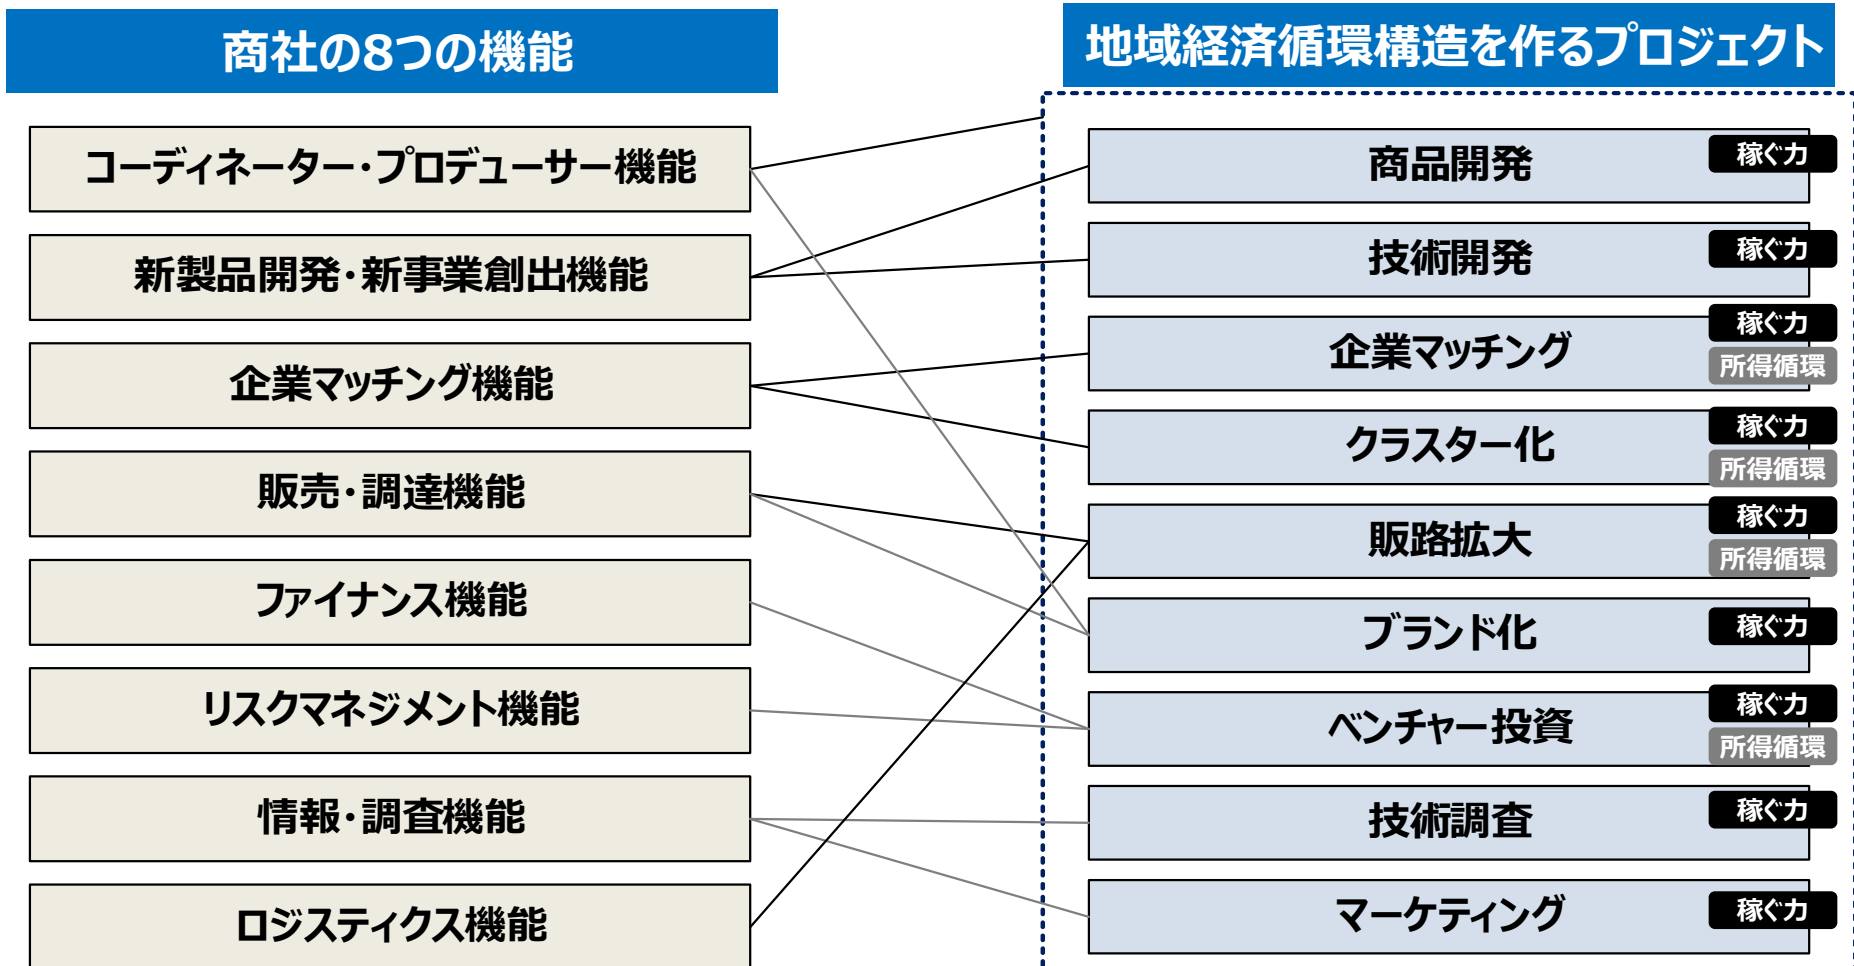 商社の8つの機能
コーディネーター・プロデューサー機能
新製品開発・新事業創出機能
企業マッチング機能
販売・調達機能
ファイナンス機能
リスクマネジメント機能
情報・調査機能
ロジスティクス機能
地域経済循環構造を作るプロジェクト
商品開発
稼ぐ力
技術開発
稼ぐ力
企業マッチング
稼ぐ力
所得循環
クラスター化
稼ぐ力
所得循環
販路拡大
稼ぐ力
所得循環
ブランド化
稼ぐ力
ベンチャー投資
稼ぐ力
所得循環
技術調査
稼ぐ力
マーケティング
稼ぐ力